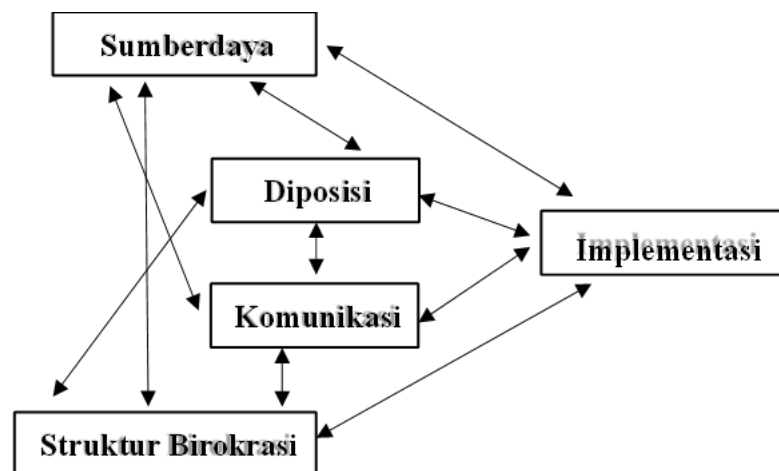 Sumberdaya
Diposisi
Implementasi
Komunikasi
Struktur Birokrasi